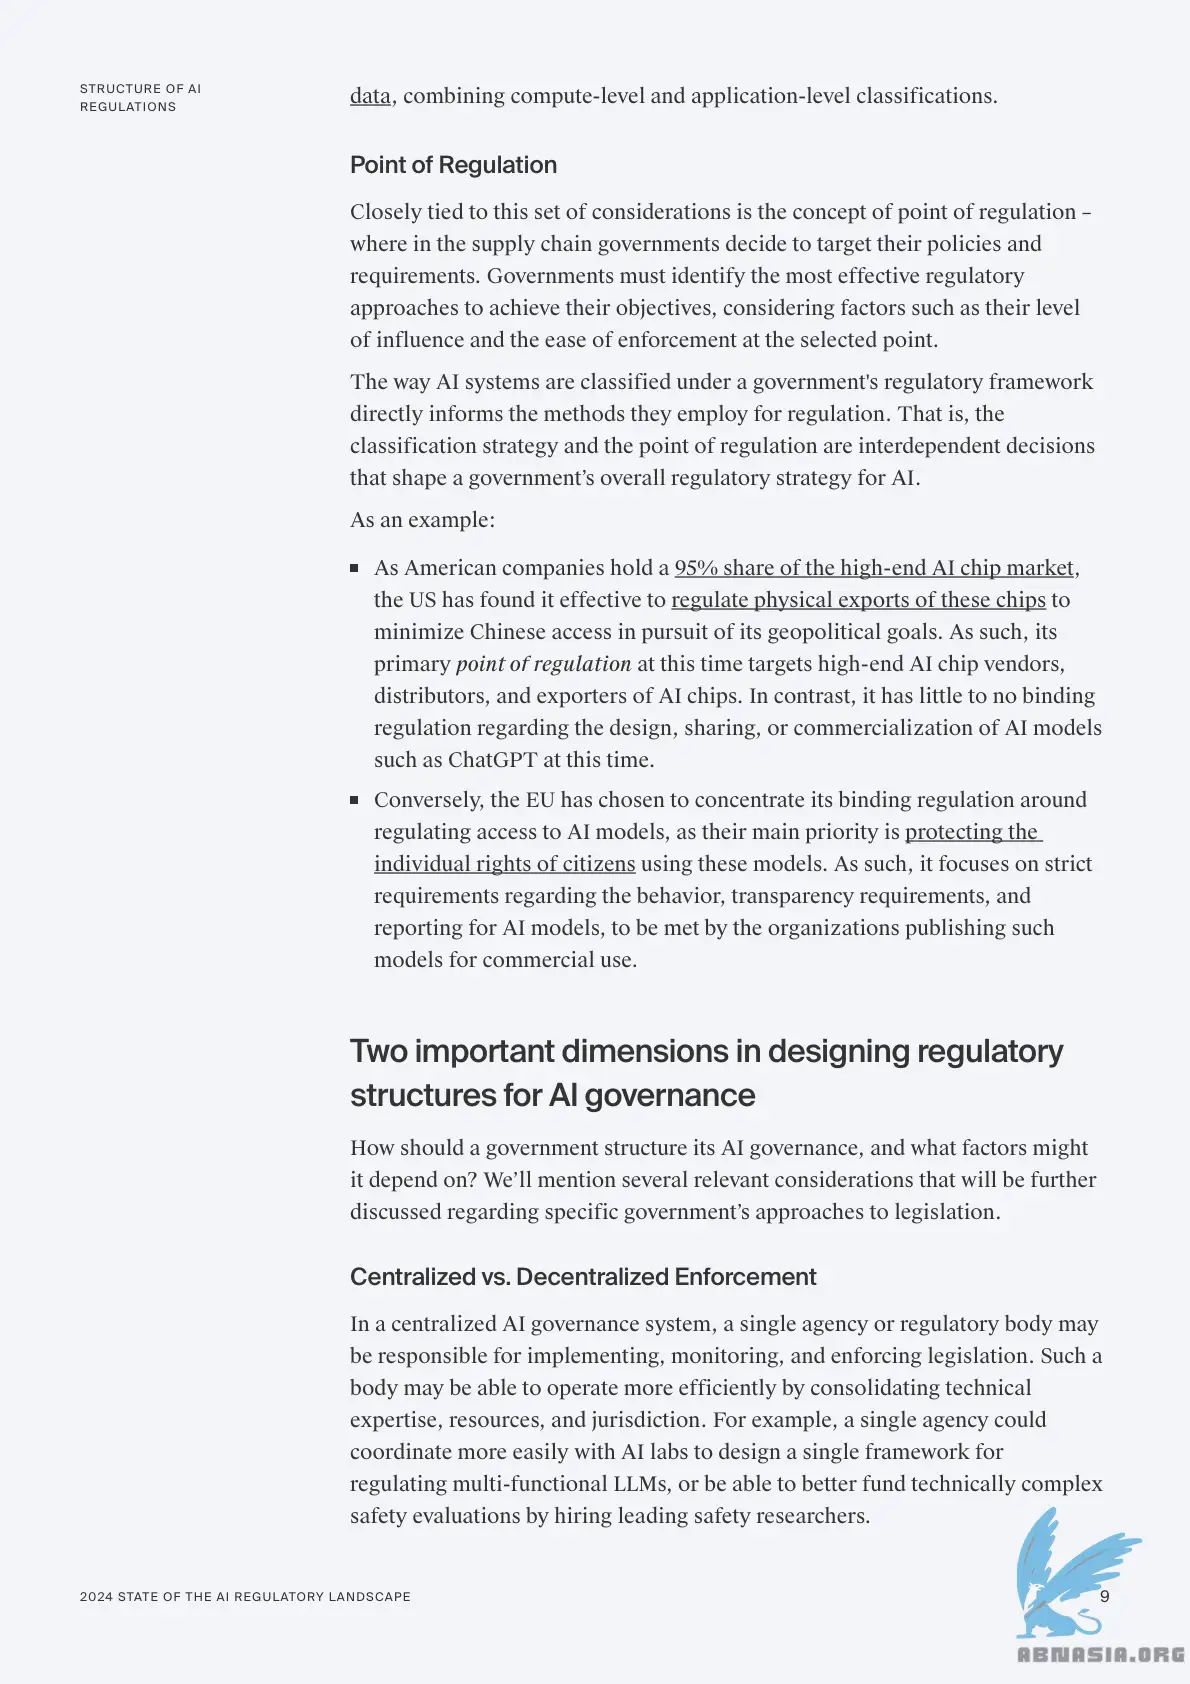 STRUCTURE OF AI
REGULATIONS
data, combining compute-level and application-level classifications.
Point of Regulation
Closely tied to this set of considerations is the concept of point of regulation –
where in the supply chain governments decide to target their policies and
requirements. Governments must identify the most effective regulatory
approaches to achieve their objectives, considering factors such as their level
of influence and the ease of enforcement at the selected point.
The way AI systems are classified under a government's regulatory framework
directly informs the methods they employ for regulation. That is, the
classification strategy and the point of regulation are interdependent decisions
that shape a government’s overall regulatory strategy for AI.
As an example:
■ As American companies hold a 95% share of the high-end AI chip market,
the US has found it effective to regulate physical exports of these chips to
minimize Chinese access in pursuit of its geopolitical goals. As such, its
primary point of regulation at this time targets high-end AI chip vendors,
distributors, and exporters of AI chips. In contrast, it has little to no binding
regulation regarding the design, sharing, or commercialization of AI models
such as ChatGPT at this time.
■ Conversely, the EU has chosen to concentrate its binding regulation around
regulating access to AI models, as their main priority is protecting the
individual rights of citizens using these models. As such, it focuses on strict
requirements regarding the behavior, transparency requirements, and
reporting for AI models, to be met by the organizations publishing such
models for commercial use.
Two important dimensions in designing regulatory
structures for AI governance
How should a government structure its AI governance, and what factors might
it depend on? We’ll mention several relevant considerations that will be further
discussed regarding specific government’s approaches to legislation.
Centralized vs. Decentralized Enforcement
In a centralized AI governance system, a single agency or regulatory body may
be responsible for implementing, monitoring, and enforcing legislation. Such a
body may be able to operate more efficiently by consolidating technical
expertise, resources, and jurisdiction. For example, a single agency could
coordinate more easily with AI labs to design a single framework for
regulating multi-functional LLMs, or be able to better fund technically complex
safety evaluations by hiring leading safety researchers.
2024 STATE OF THE AI REGULATORY LANDSCAPE
9
ABNASIA.ORG